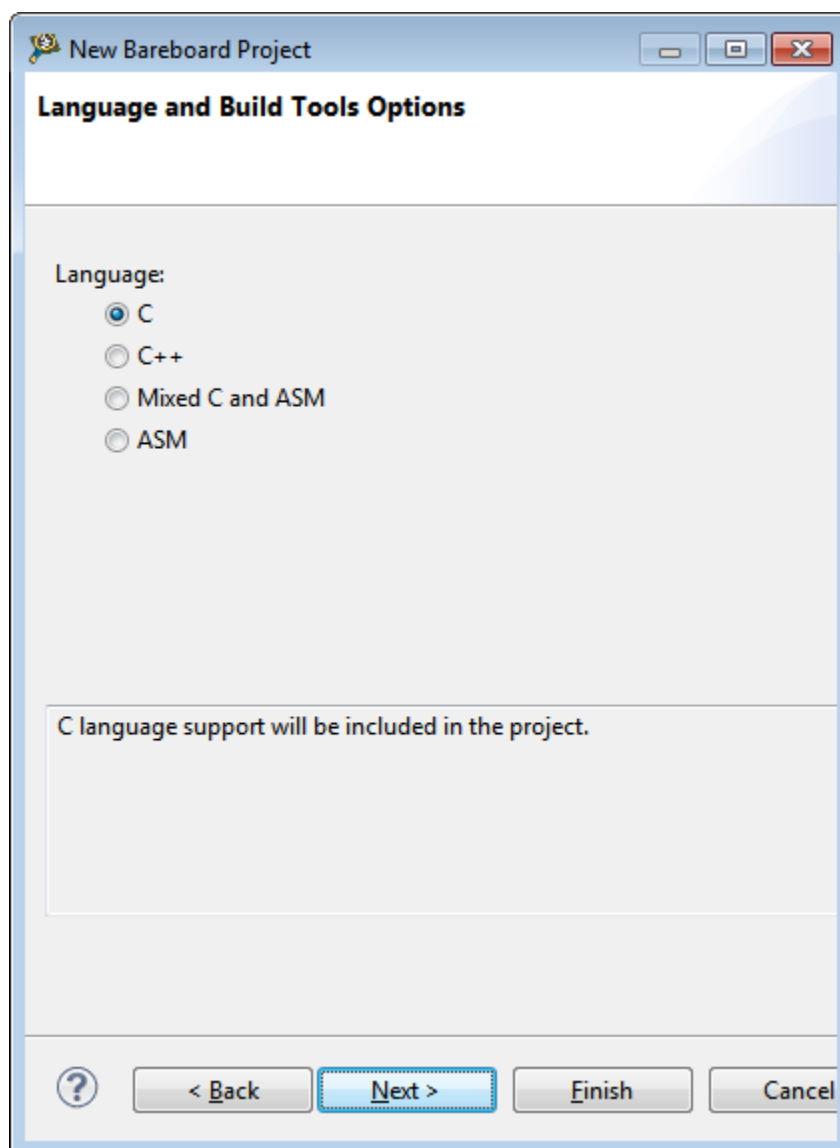 New Bareboard Project
Language and Build Tools Options
Language:
C
C++
Mixed C and ASM
ASM
C language support will be included in the project.
? < Back Next > Finish Cancel